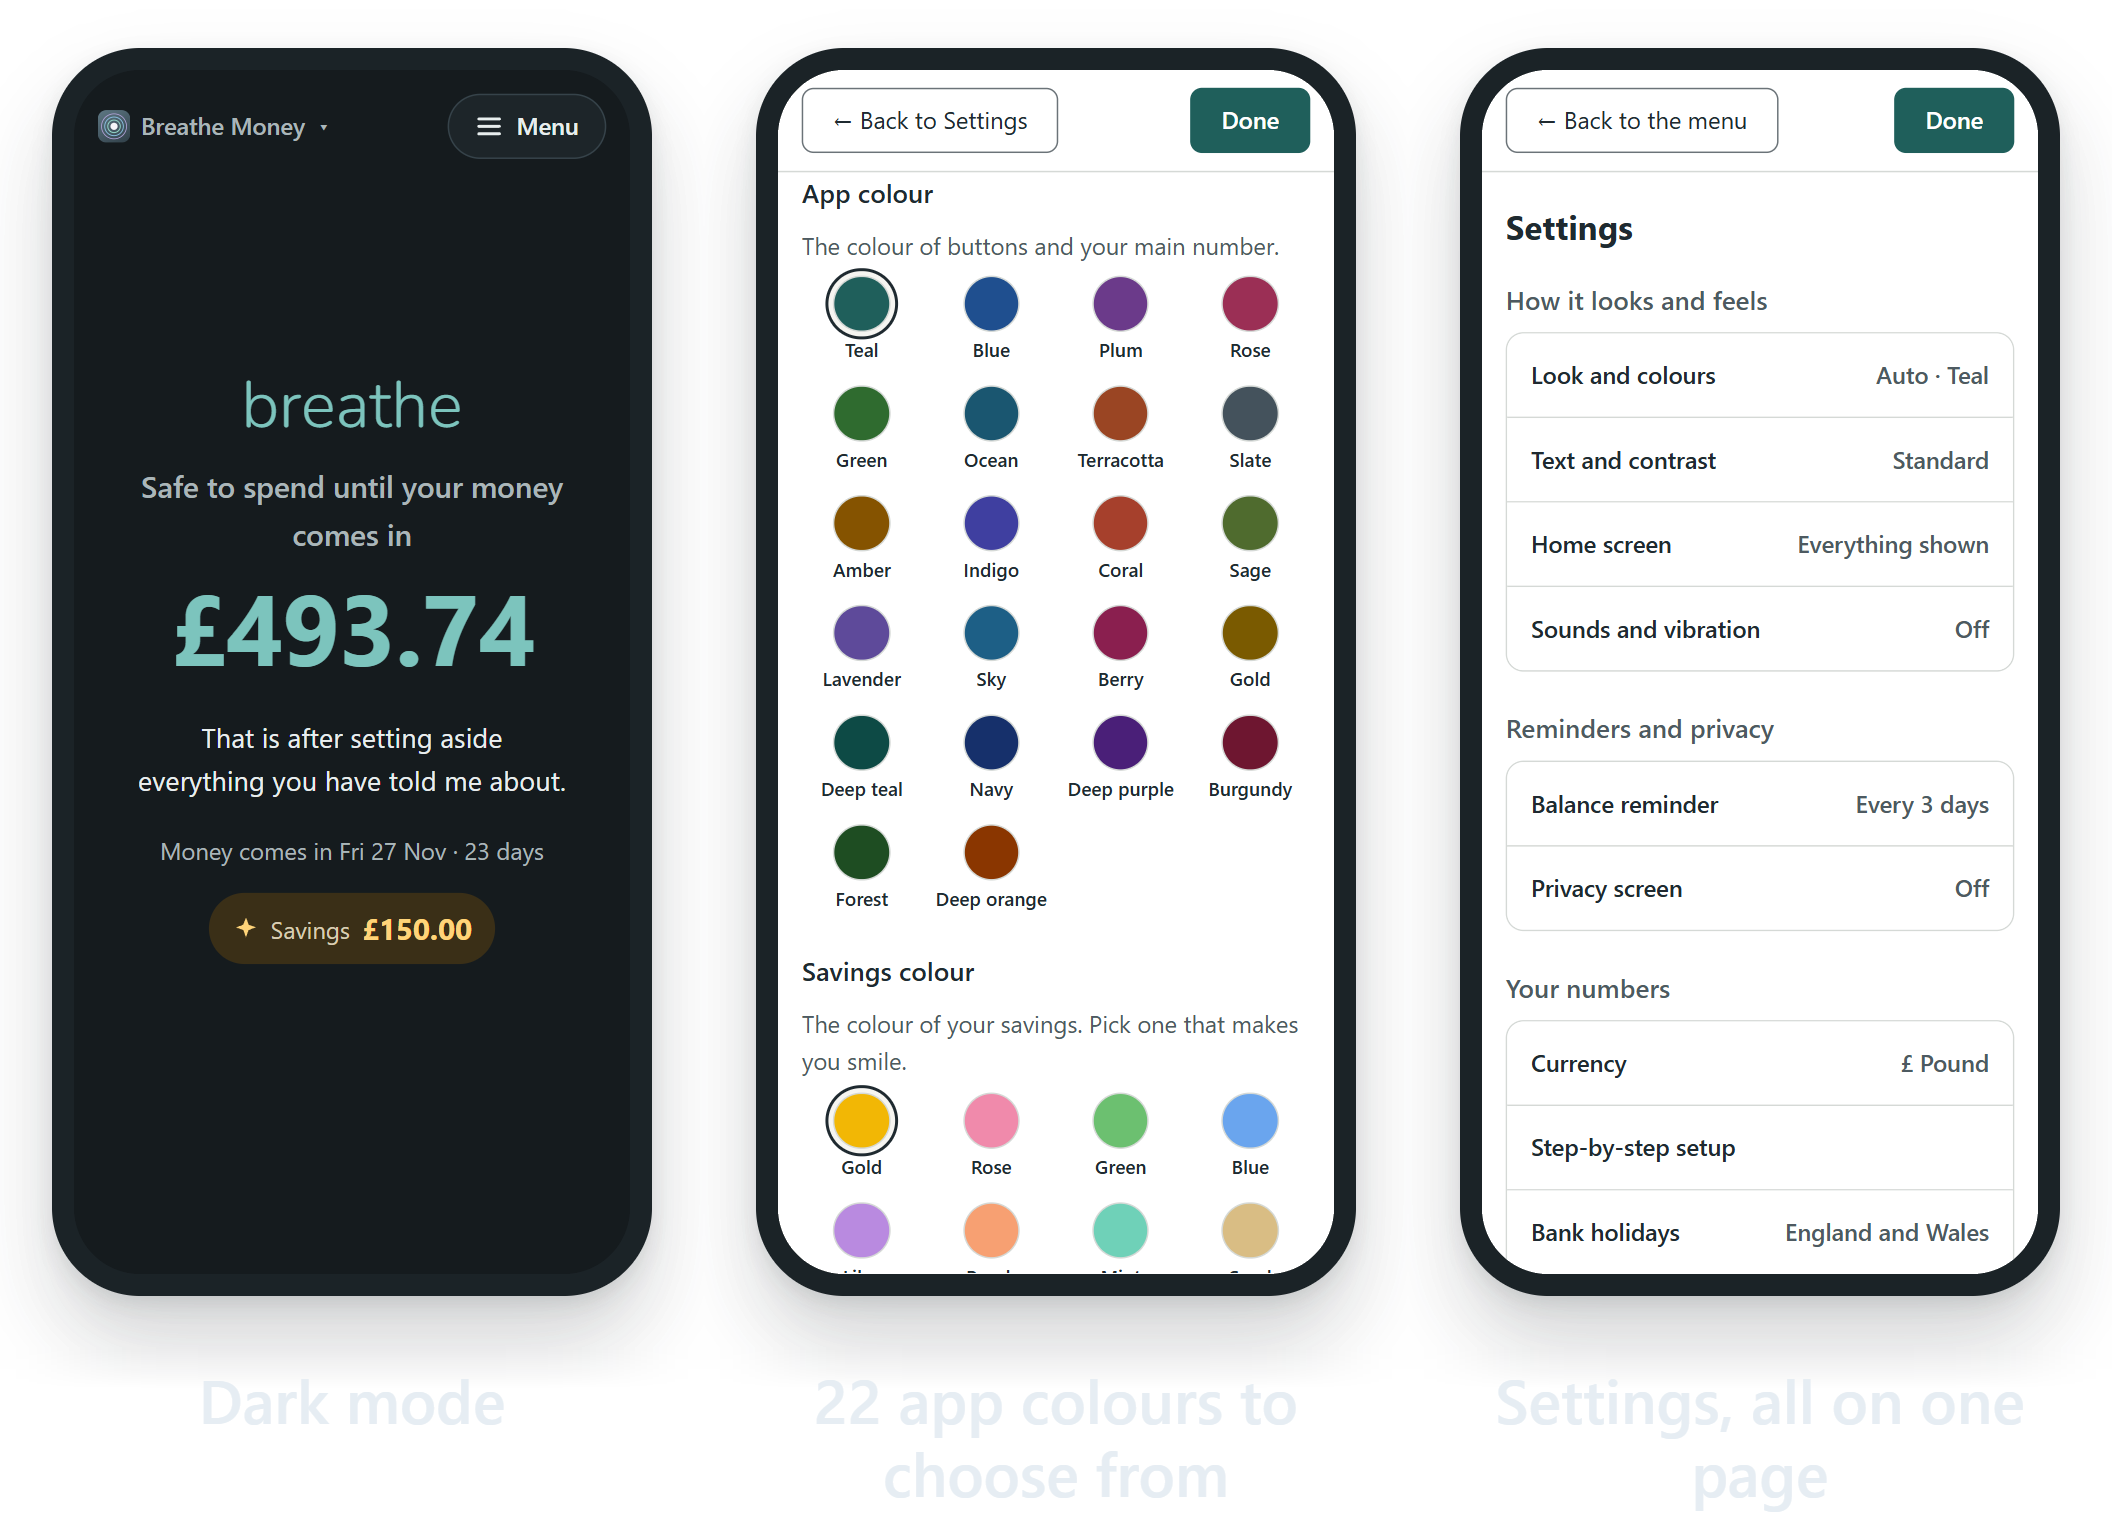 Breathe Money ▾
Menu
breathe
Safe to spend until your money
comes in
£493.74
That is after setting aside
everything you have told me about.
Money comes in Fri 27 Nov · 23 days
Savings £150.00
Dark mode
← Back to Settings
Done
App colour
The colour of buttons and your main number.
Teal Blue Plum Rose
Green Ocean Terracotta Slate
Amber Indigo Coral Sage
Lavender Sky Berry Gold
Deep teal Navy Deep purple Burgundy
Forest Deep orange
Savings colour
The colour of your savings. Pick one that makes
you smile.
Gold Rose Green Blue
22 app colours to
choose from
← Back to the menu
Done
Settings
How it looks and feels
Look and colours Auto · Teal
Text and contrast Standard
Home screen Everything shown
Sounds and vibration Off
Reminders and privacy
Balance reminder Every 3 days
Privacy screen Off
Your numbers
Currency £ Pound
Step-by-step setup
Bank holidays England and Wales
Settings, all on one
page